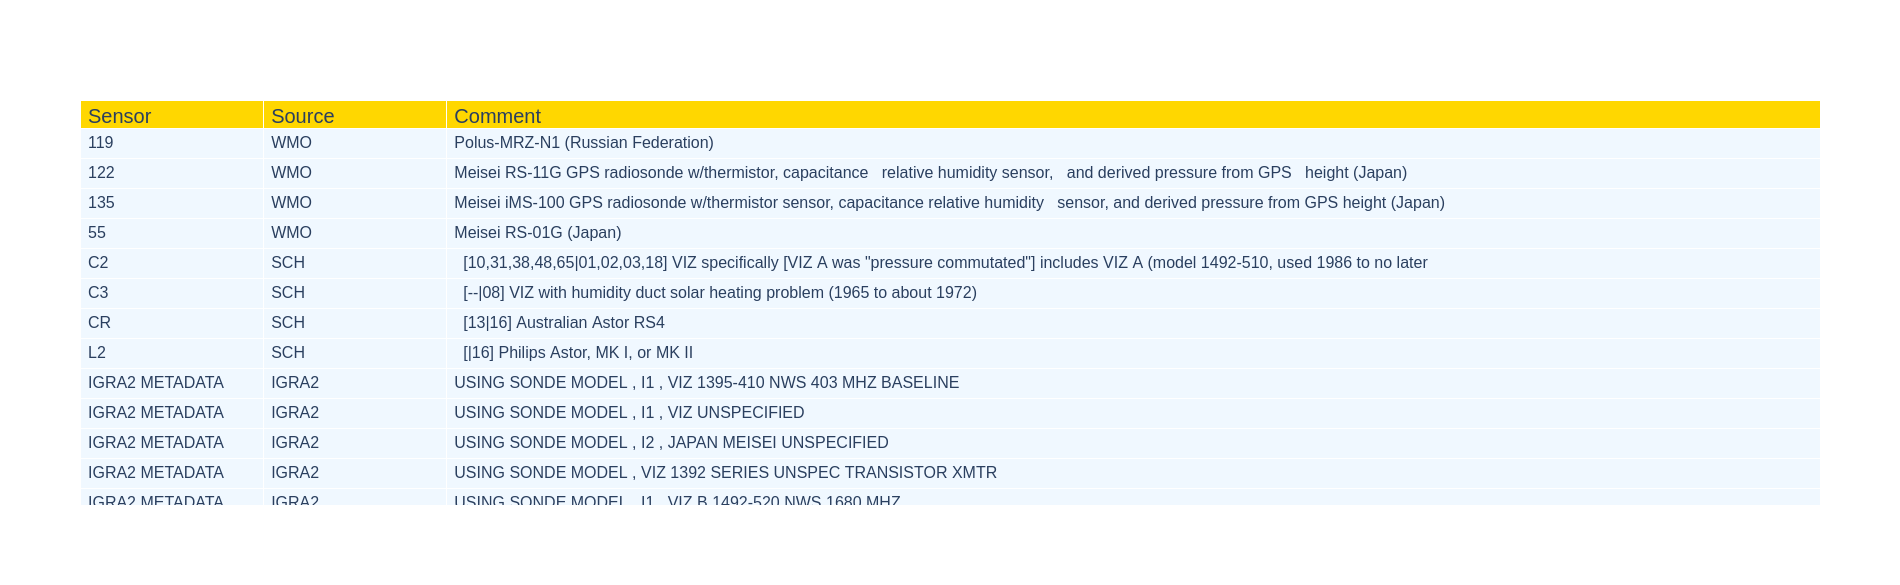 Sensor Source Comment
119 WMO Polus-MRZ-N1 (Russian Federation)
122 WMO Meisei RS-11G GPS radiosonde w/thermistor, capacitance   relative humidity sensor,   and derived pressure from GPS   height (Japan)
135 WMO Meisei iMS-100 GPS radiosonde w/thermistor sensor, capacitance relative humidity   sensor, and derived pressure from GPS height (Japan)
55 WMO Meisei RS-01G (Japan)
C2 SCH [10,31,38,48,65|01,02,03,18] VIZ specifically [VIZ A was "pressure commutated"] includes VIZ A (model 1492-510, used 1986 to no later
C3 SCH [--|08] VIZ with humidity duct solar heating problem (1965 to about 1972)
CR SCH [13|16] Australian Astor RS4
L2 SCH [|16] Philips Astor, MK I, or MK II
IGRA2 METADATA IGRA2 USING SONDE MODEL , I1 , VIZ 1395-410 NWS 403 MHZ BASELINE
IGRA2 METADATA IGRA2 USING SONDE MODEL , I1 , VIZ UNSPECIFIED
IGRA2 METADATA IGRA2 USING SONDE MODEL , I2 , JAPAN MEISEI UNSPECIFIED
IGRA2 METADATA IGRA2 USING SONDE MODEL , VIZ 1392 SERIES UNSPEC TRANSISTOR XMTR
IGRA2 METADATA IGRA2 USING SONDE MODEL , I1 , VIZ B 1492-520 NWS 1680 MHZ